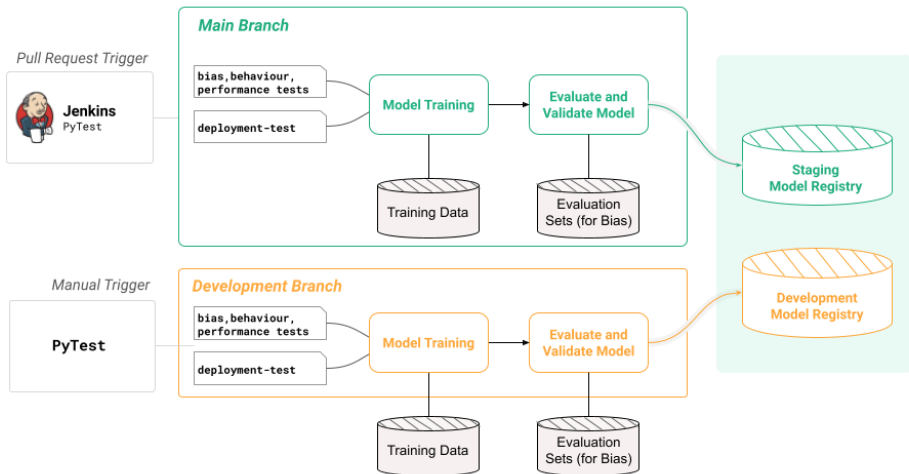 Main Branch
Pull Request Trigger
Jenkins
PyTest
bias,behaviour,
performance tests
deployment-test
Model Training
Evaluate and
Validate Model
Training Data
Evaluation
Sets (for Bias)
Staging
Model Registry
Manual Trigger
PyTest
Development Branch
bias,behaviour,
performance tests
deployment-test
Model Training
Evaluate and
Validate Model
Training Data
Evaluation
Sets (for Bias)
Development
Model Registry